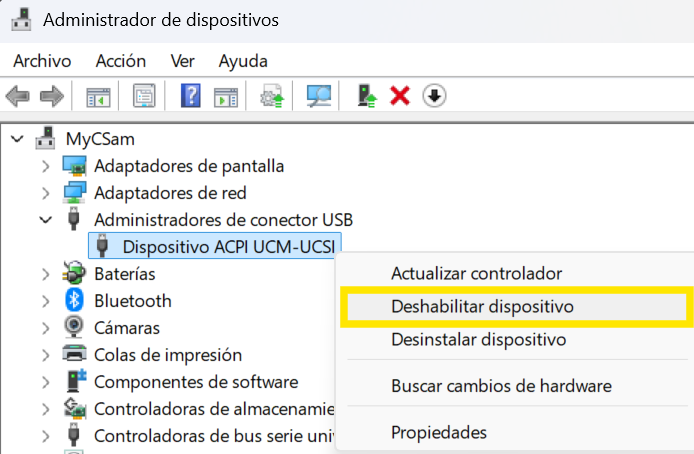 Administrador de dispositivos
Archivo Acción Ver Ayuda
MyCSam
Adaptadores de pantalla
Adaptadores de red
Administradores de conector USB
Dispositivo ACPI UCM-UCSI
Baterías
Bluetooth
Cámaras
Colas de impresión
Componentes de software
Controladoras de almacenamie
Controladoras de bus serie uni
Actualizar controlador
Deshabilitar dispositivo
Desinstalar dispositivo
Buscar cambios de hardware
Propiedades